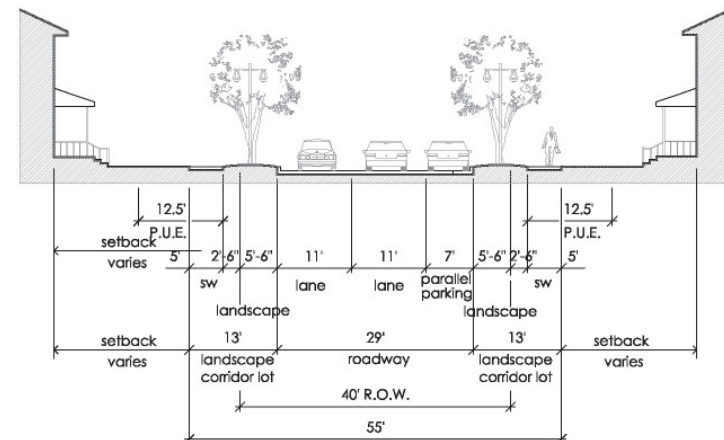 12.5' 12.5'
P.U.E. P.U.E.
setback
varies
5' 2'-6" 5'-6" 11' 11' 7' 5'-6" 2'-6" 5'
sw lane lane parallel parking sw
landscape landscape
13' 29' 13'
setback landscape roadway landscape setback
varies corridor lot corridor lot varies
40' R.O.W.
55'